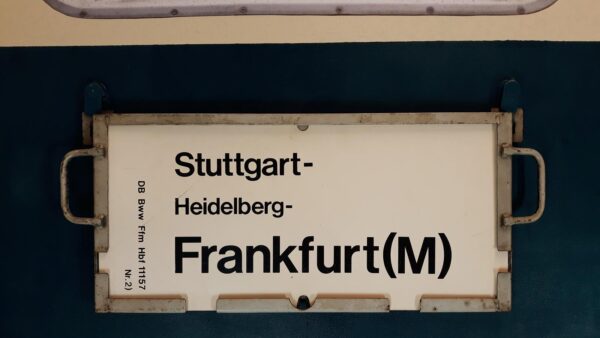 Stuttgart-
Heidelberg-
Frankfurt(M)
DB Bww Ffm Hbf 11157
Nr.2)